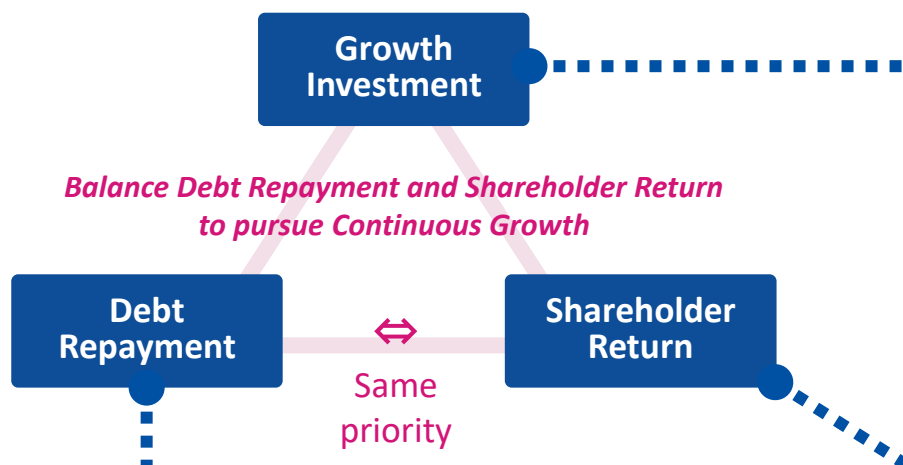 Growth
Investment
Balance Debt Repayment and Shareholder Return
to pursue Continuous Growth
Debt
Repayment
⇔
Shareholder
Return
Same
priority